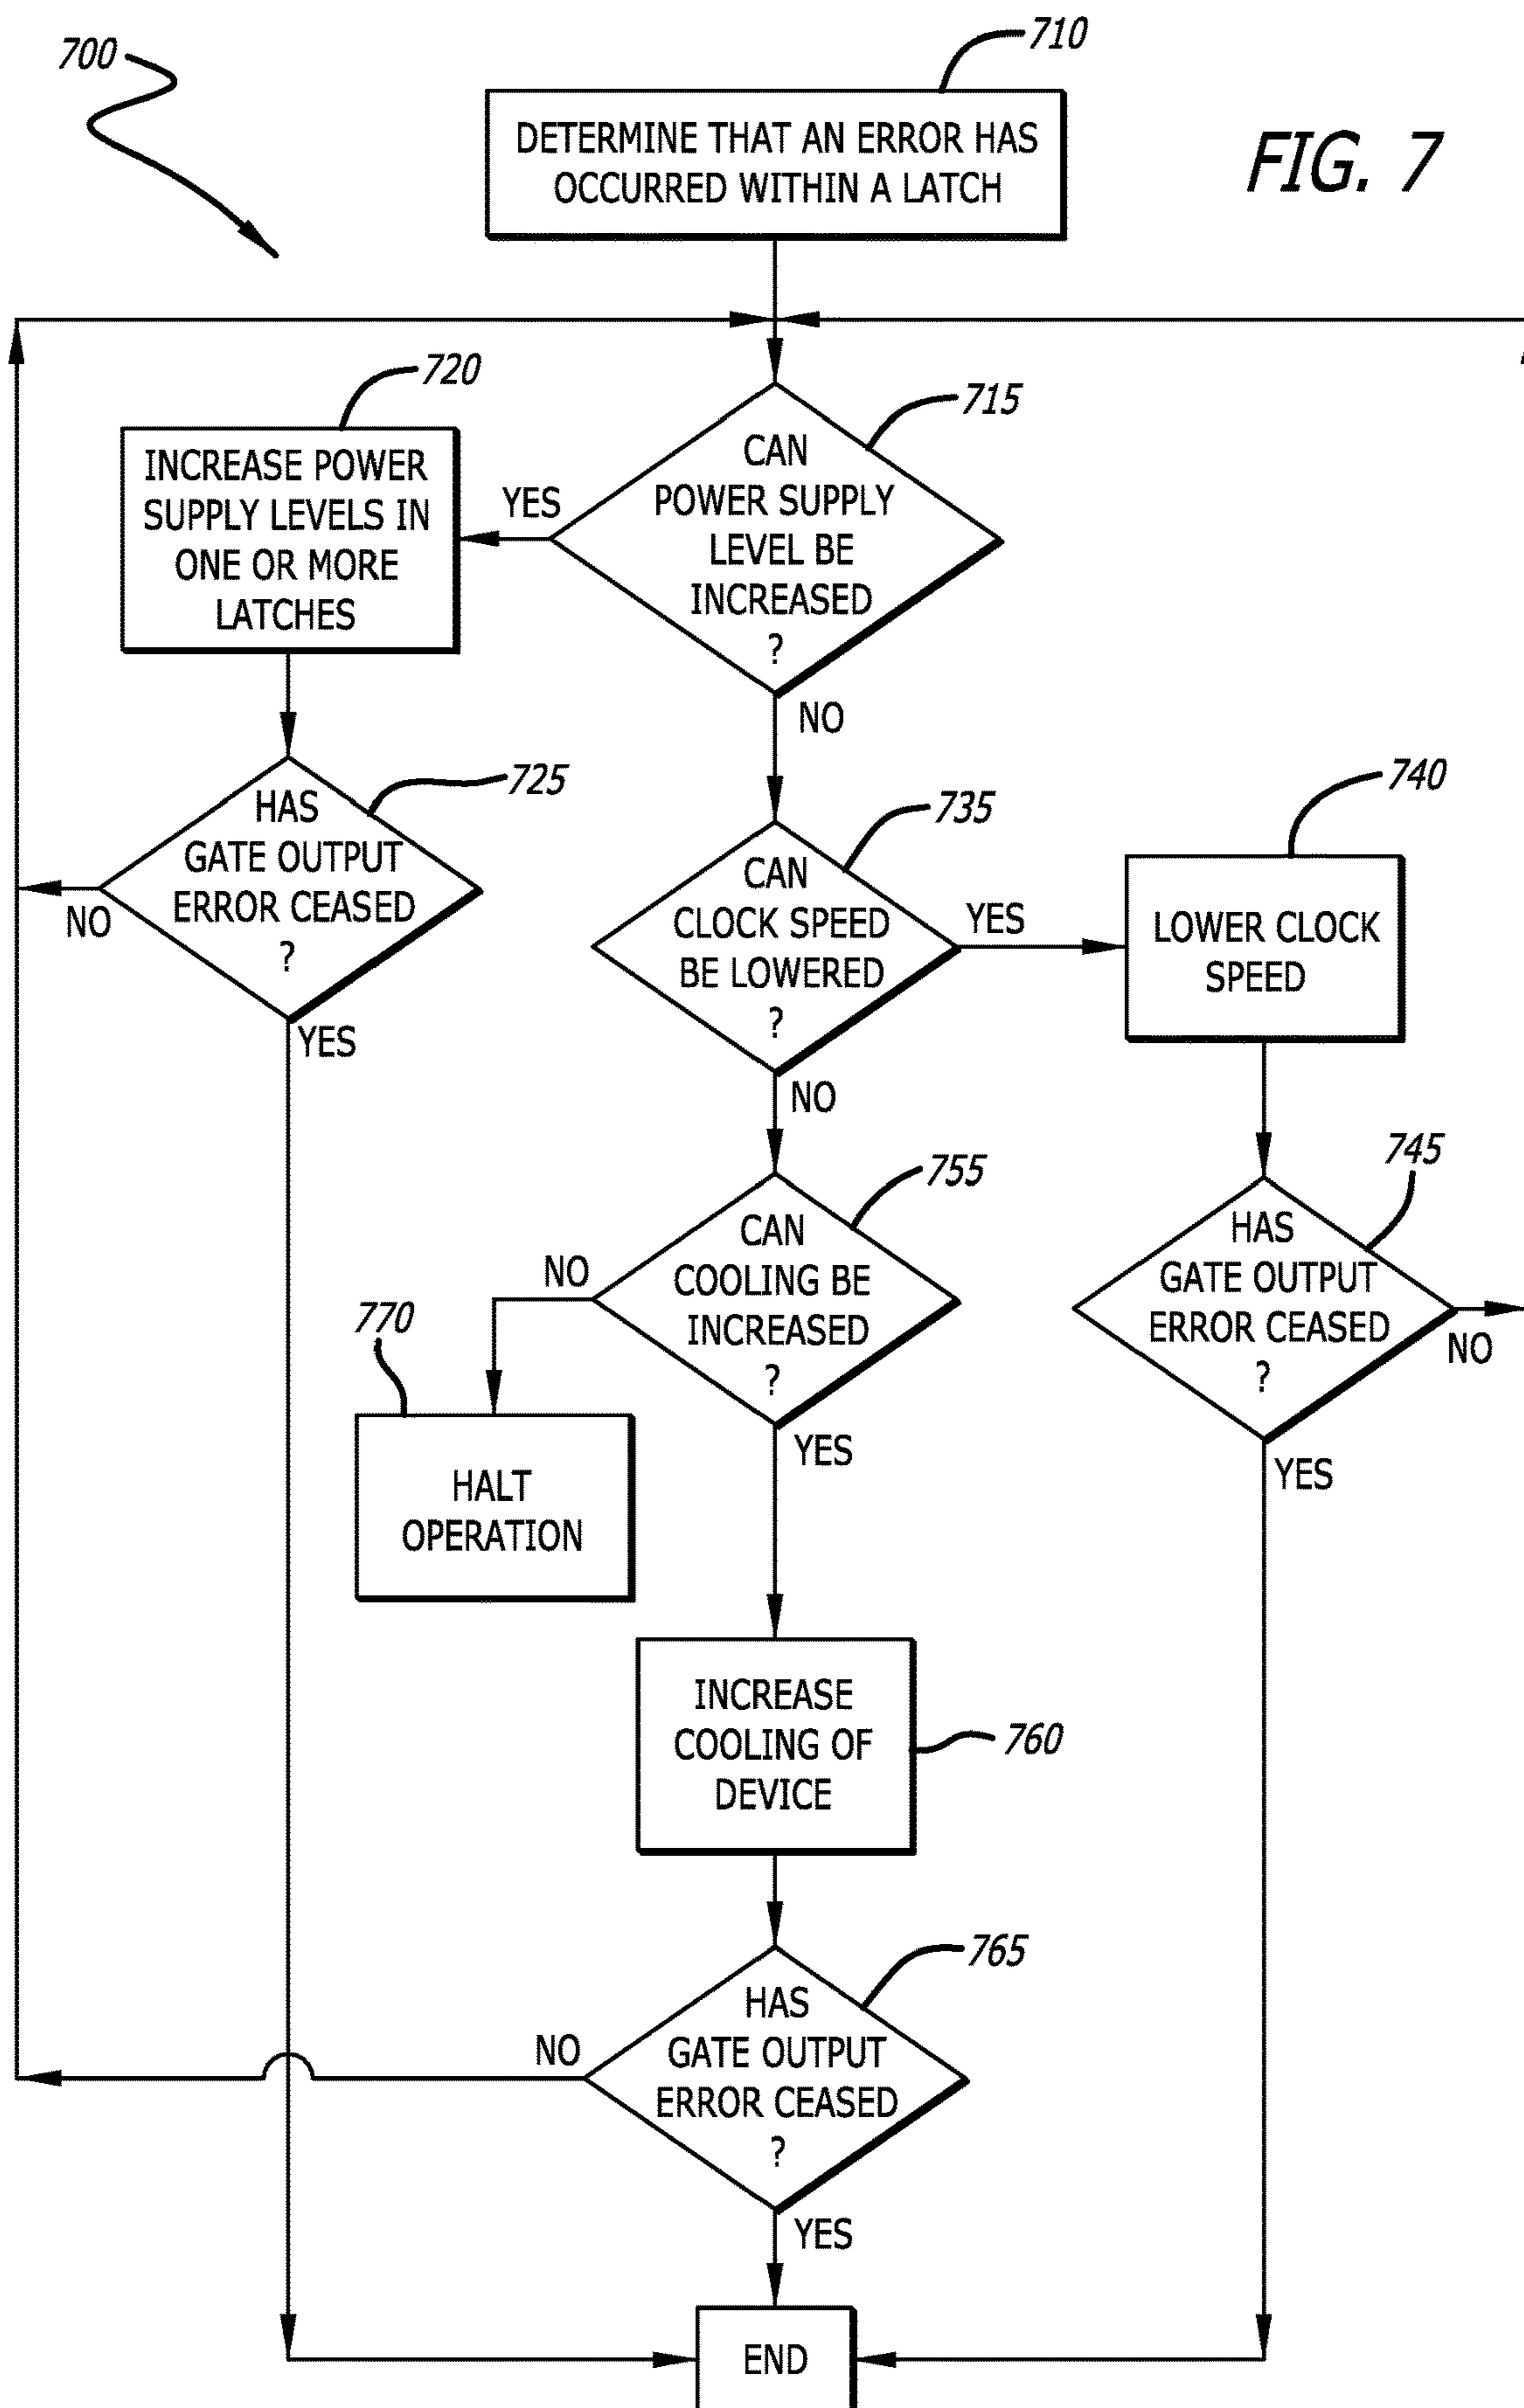 700
710
DETERMINE THAT AN ERROR HAS
OCCURRED WITHIN A LATCH
FIG. 7
720
INCREASE POWER
SUPPLY LEVELS IN
ONE OR MORE
LATCHES
YES
715
CAN
POWER SUPPLY
LEVEL BE
INCREASED
?
NO
725
HAS
GATE OUTPUT
ERROR CEASED
?
NO
YES
735
CAN
CLOCK SPEED
BE LOWERED
?
YES
NO
740
LOWER CLOCK
SPEED
745
HAS
GATE OUTPUT
ERROR CEASED
?
NO
YES
755
CAN
COOLING BE
INCREASED
?
NO
YES
770
HALT
OPERATION
INCREASE
COOLING OF
DEVICE
760
765
HAS
GATE OUTPUT
ERROR CEASED
?
NO
YES
END